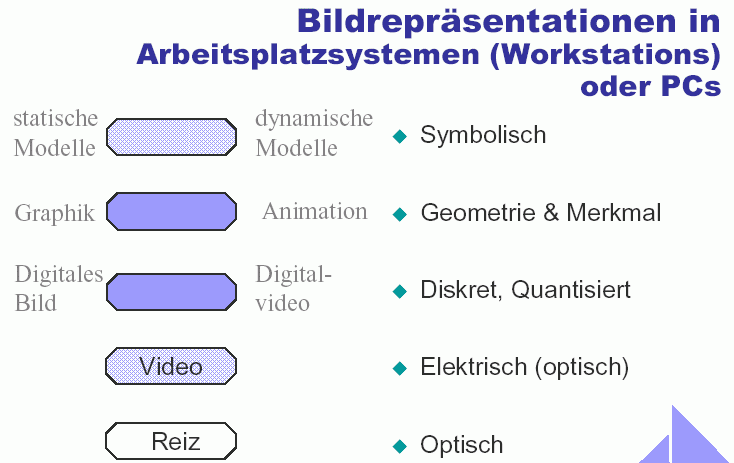 Bildrepräsentationen in
Arbeitsplatzsystemen (Workstations)
oder PCs
statische
Modelle
dynamische
Modelle
Symbolisch
Graphik
Animation
Geometrie & Merkmal
Digitales
Bild
Digital-
video
Diskret, Quantisiert
Video
Elektrisch (optisch)
Reiz
Optisch